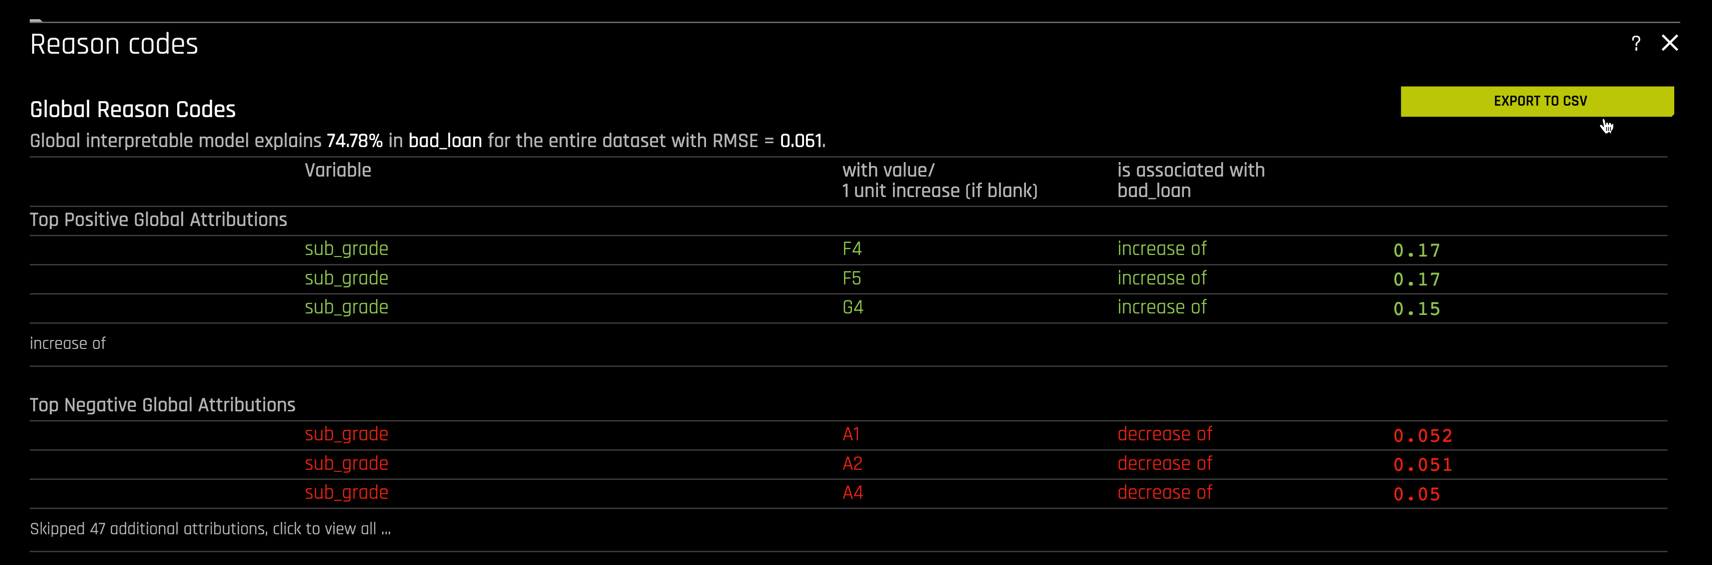 Reason codes
? ✕
Global Reason Codes
EXPORT TO CSV
Global interpretable model explains 74.78% in bad_loan for the entire dataset with RMSE = 0.061.
Variable with value/ is associated with
1 unit increase (if blank) bad_loan
Top Positive Global Attributions
sub_grade F4 increase of 0.17
sub_grade F5 increase of 0.17
sub_grade G4 increase of 0.15
increase of
Top Negative Global Attributions
sub_grade A1 decrease of 0.052
sub_grade A2 decrease of 0.051
sub_grade A4 decrease of 0.05
Skipped 47 additional attributions, click to view all ...